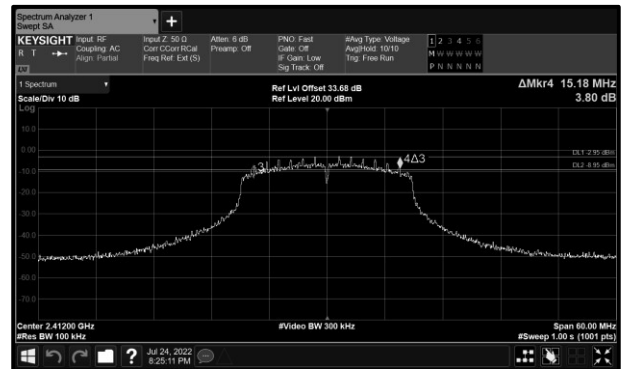 Spectrum Analyzer 1
Swept SA
+
KEYSIGHT Input: RF Input Z: 50 Ω Atten: 6 dB PNO: Fast #Avg Type: Voltage 1 2 3 4 5 6
R T Coupling: AC Corr CCorr RCal Preamp: Off Gate: Off Avg|Hold: 10/10 M W W W W W
Align: Partial Freq Ref: Ext (S) IF Gain: Low Trig: Free Run
Sig Track: Off P N N N N N
1 Spectrum
Ref Lvl Offset 33.68 dB ΔMkr4 15.18 MHz
Scale/Div 10 dB Ref Level 20.00 dBm 3.80 dB
Log
10.0
0.00
DL1 -2.95 dBm
3 4Δ3
DL2 -8.95 dBm
-10.0
-20.0
-30.0
-40.0
-50.0
-60.0
-70.0
Center 2.41200 GHz #Video BW 300 kHz Span 60.00 MHz
#Res BW 100 kHz #Sweep 1.00 s (1001 pts)
? Jul 24, 2022
8:25:11 PM